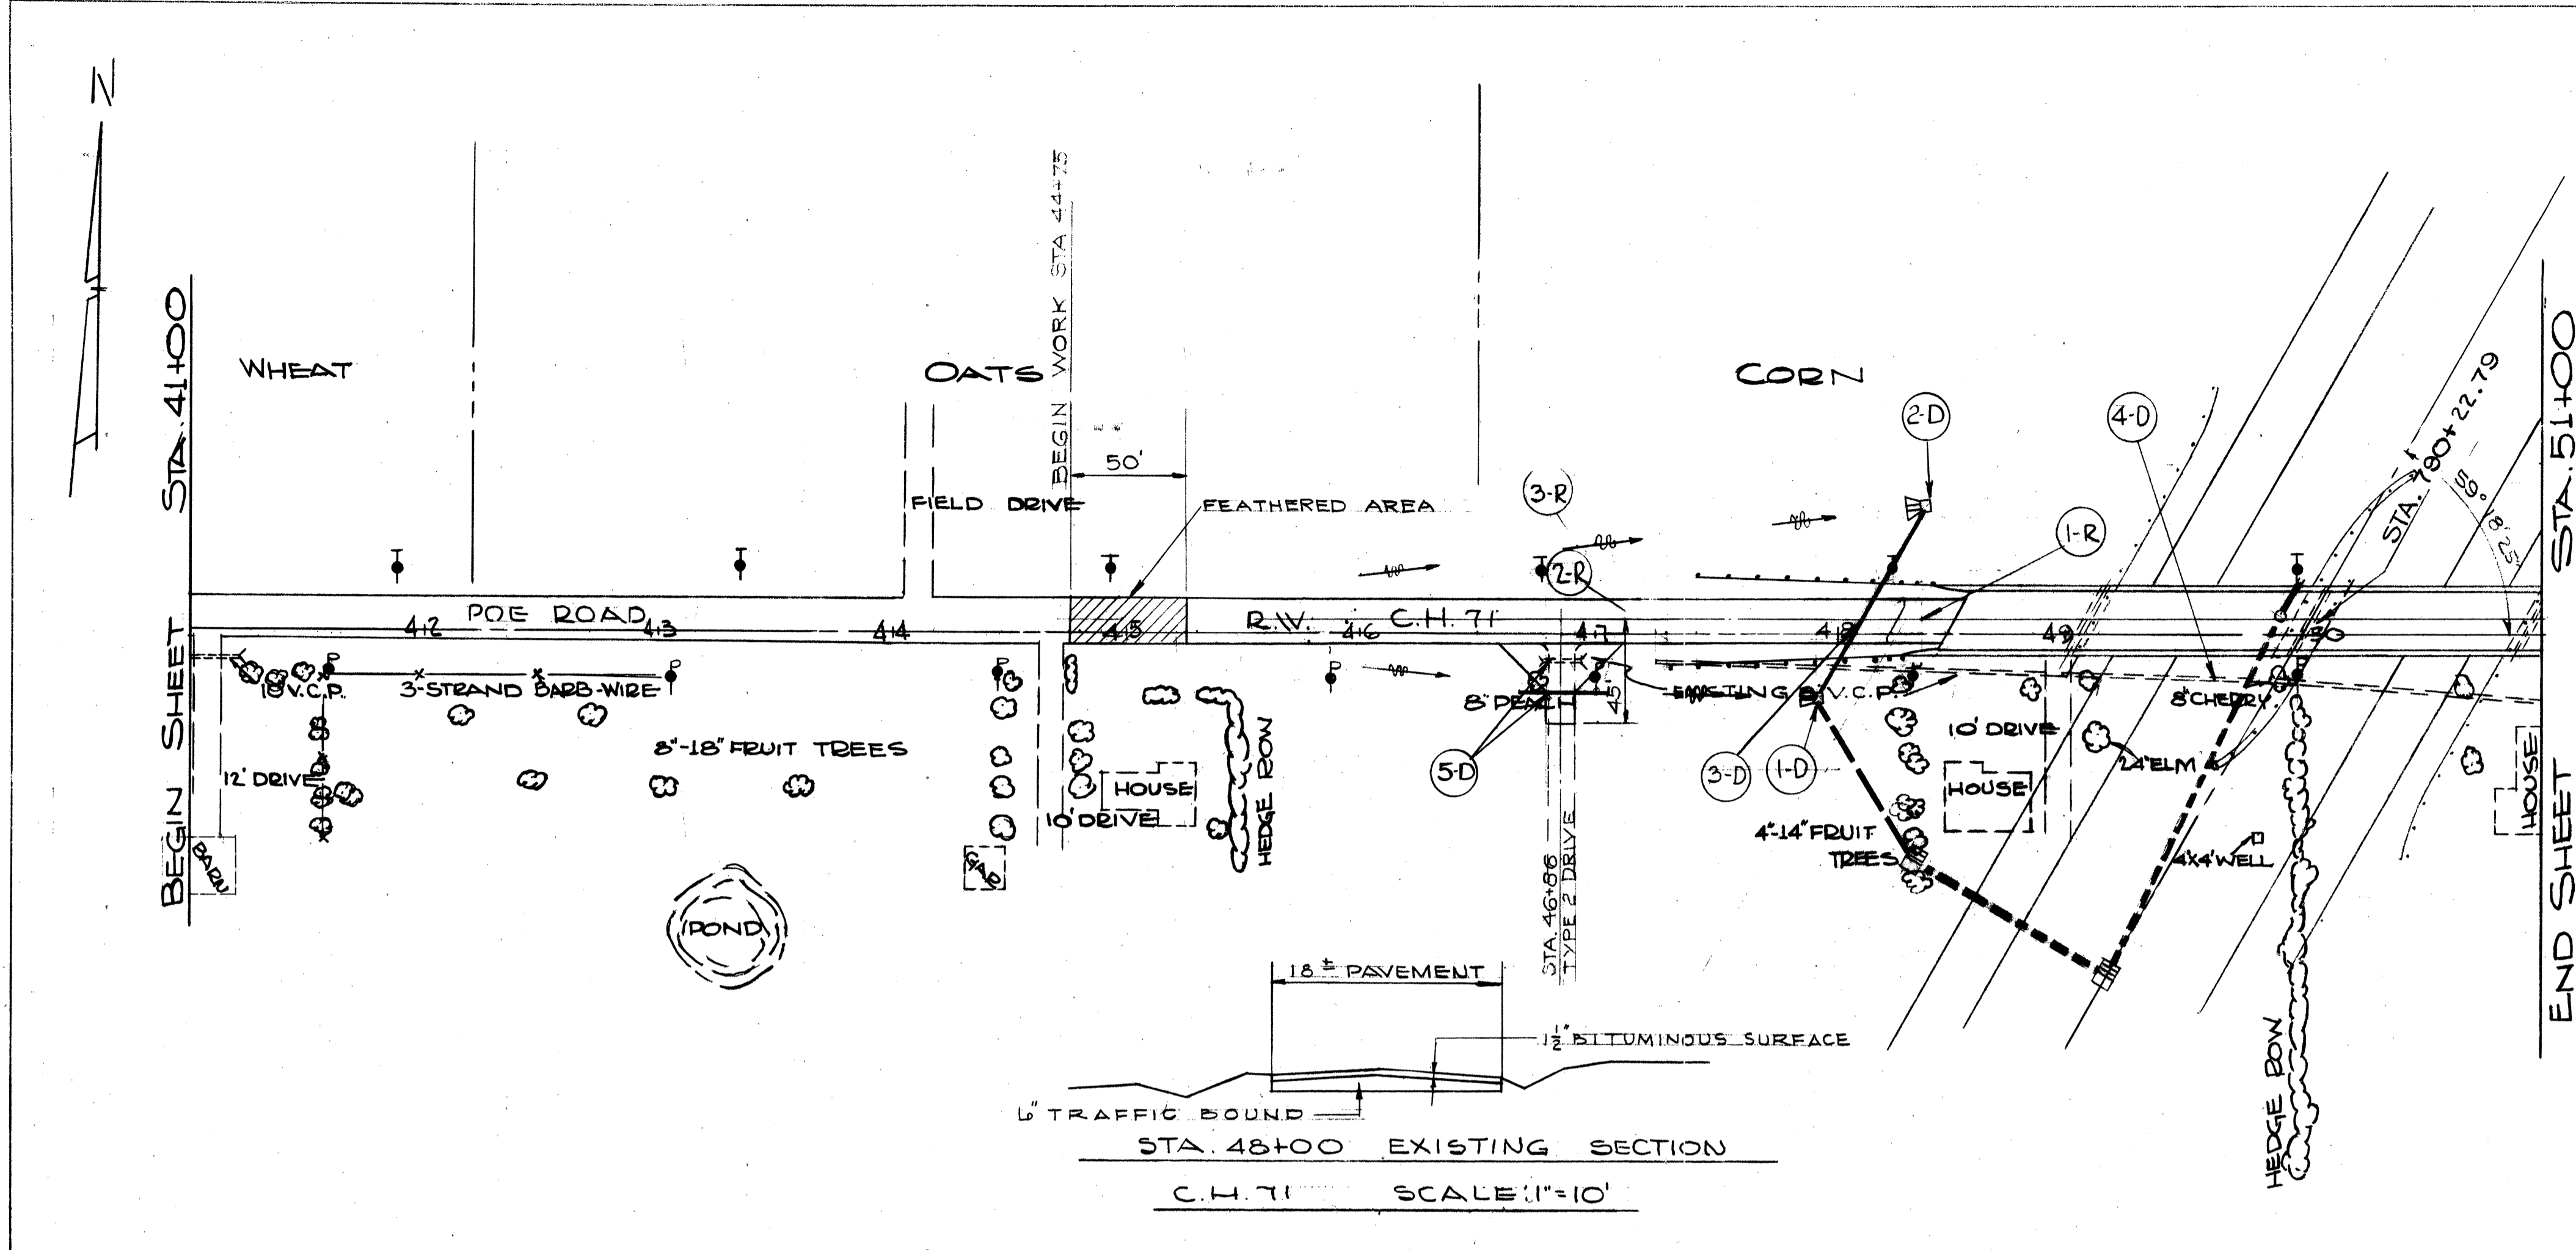 N
BEGIN SHEET STA. 41+00
WHEAT
OATS
BEGIN WORK STA 44+75
CORN
50'
FIELD DRIVE
FEATHERED AREA
3-R
2-R
2-D
1-R
4-D
STA. 790+22.79
59° 18' 25"
END SHEET STA. 51+00
T
T
T
T
T
T
POE ROAD
R.W. C.H. 71
42
43
44
45
46
47
48
49
50
P
P
P
P
18" V.C.P.
3-STRAND BARB-WIRE
8" PEACH
45'
EXISTING 8" V.C.P.
8" CHERRY
12' DRIVE
8"-18" FRUIT TREES
HOUSE
10' DRIVE
HEDGE ROW
5-D
3-D
1-D
10' DRIVE
HOUSE
24" ELM
HOUSE
BARN
GAR
POND
STA. 46+86
TYPE 2 DRIVE
4"-14" FRUIT
TREES
4'X4' WELL
HEDGE ROW
18'± PAVEMENT
1½" BITUMINOUS SURFACE
6" TRAFFIC BOUND
STA. 48+00 EXISTING SECTION
C.H. 71 SCALE: 1"=10'